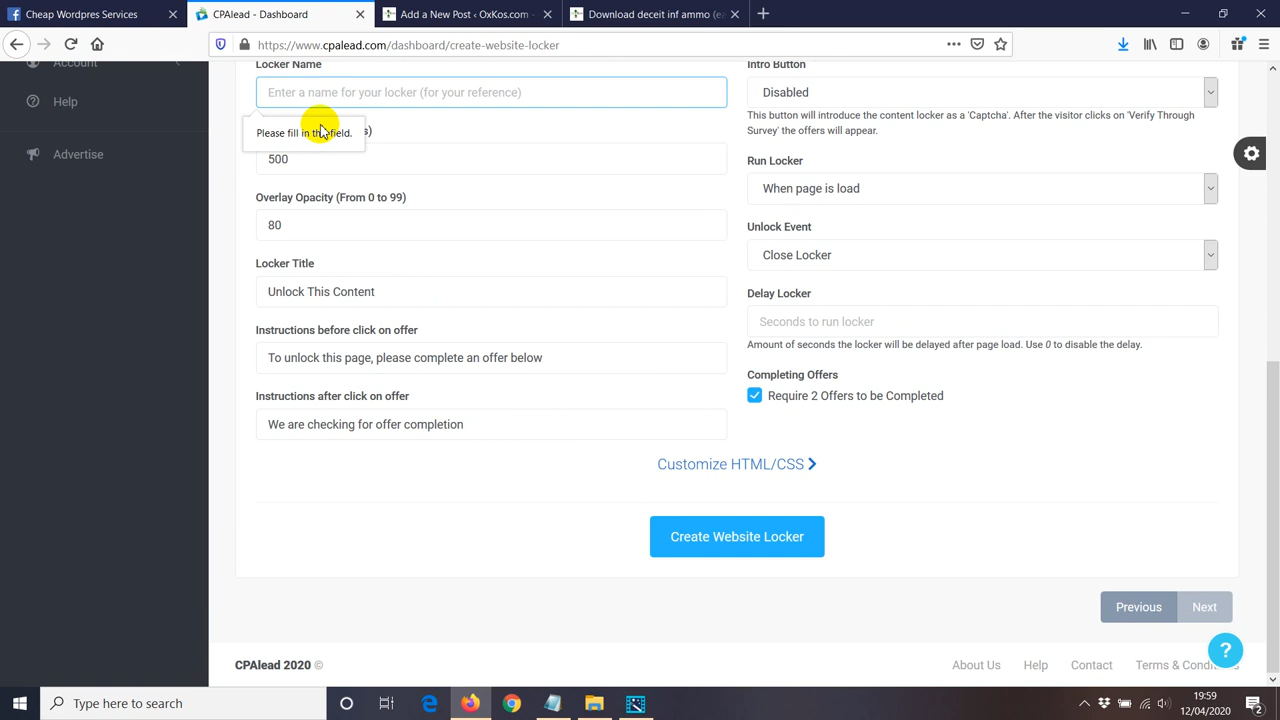 Cheap Wordpress Services
CPAlead - Dashboard
Add a New Post ‹ OxKos.com -
Download deceit inf ammo (ea
https://www.cpalead.com/dashboard/create-website-locker
Account
Help
Advertise
Locker Name
Enter a name for your locker (for your reference)
Please fill in this field.
s)
500
Overlay Opacity (From 0 to 99)
80
Locker Title
Unlock This Content
Instructions before click on offer
To unlock this page, please complete an offer below
Instructions after click on offer
We are checking for offer completion
Intro Button
Disabled
This button will introduce the content locker as a 'Captcha'. After the visitor clicks on 'Verify Through
Survey' the offers will appear.
Run Locker
When page is load
Unlock Event
Close Locker
Delay Locker
Seconds to run locker
Amount of seconds the locker will be delayed after page load. Use 0 to disable the delay.
Completing Offers
Require 2 Offers to be Completed
Customize HTML/CSS
Create Website Locker
Previous
Next
CPAlead 2020 ©
About Us
Help
Contact
Terms &
?
Type here to search
19:59
12/04/2020
2